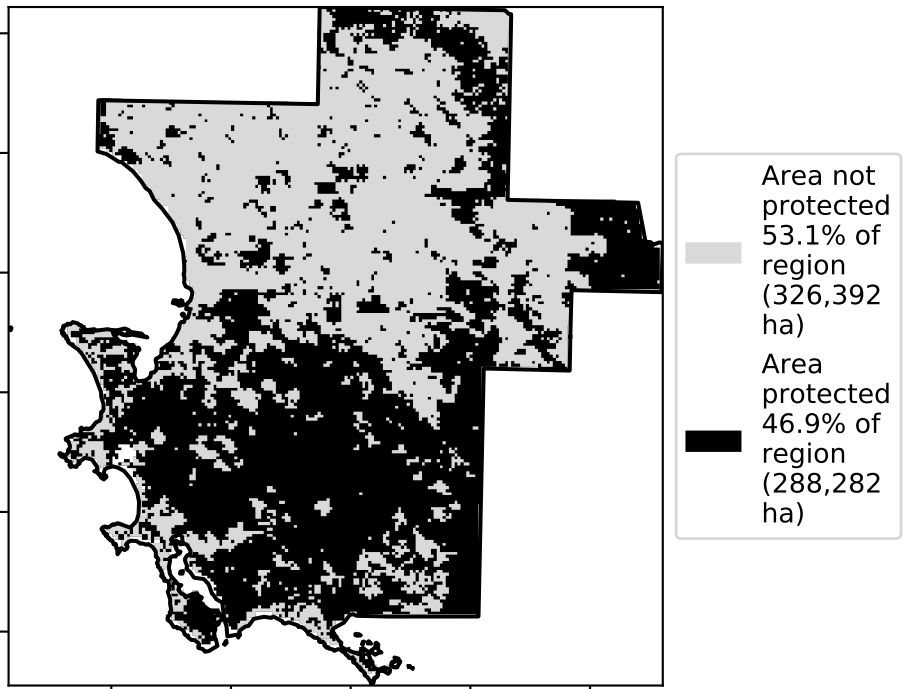 Area not
protected
53.1% of
region
(326,392
ha)
Area
protected
46.9% of
region
(288,282
ha)